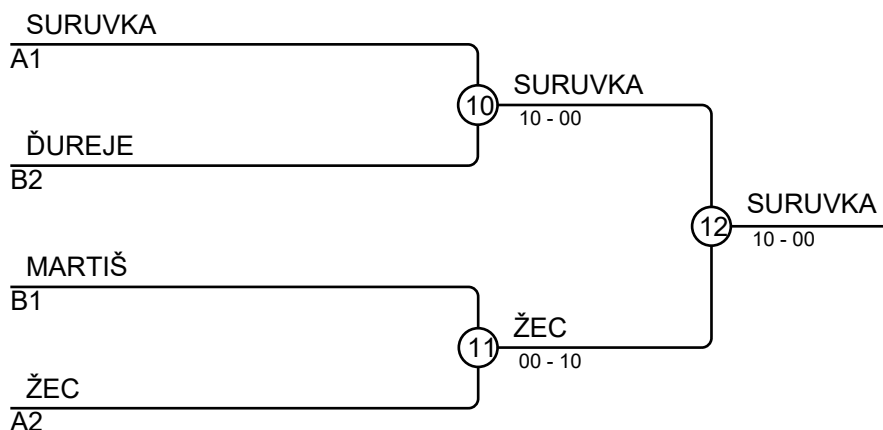 SURUVKA
A1
10
SURUVKA
10 - 00
ĎUREJE
B2
12
SURUVKA
10 - 00
MARTIŠ
B1
11
ŽEC
00 - 10
ŽEC
A2